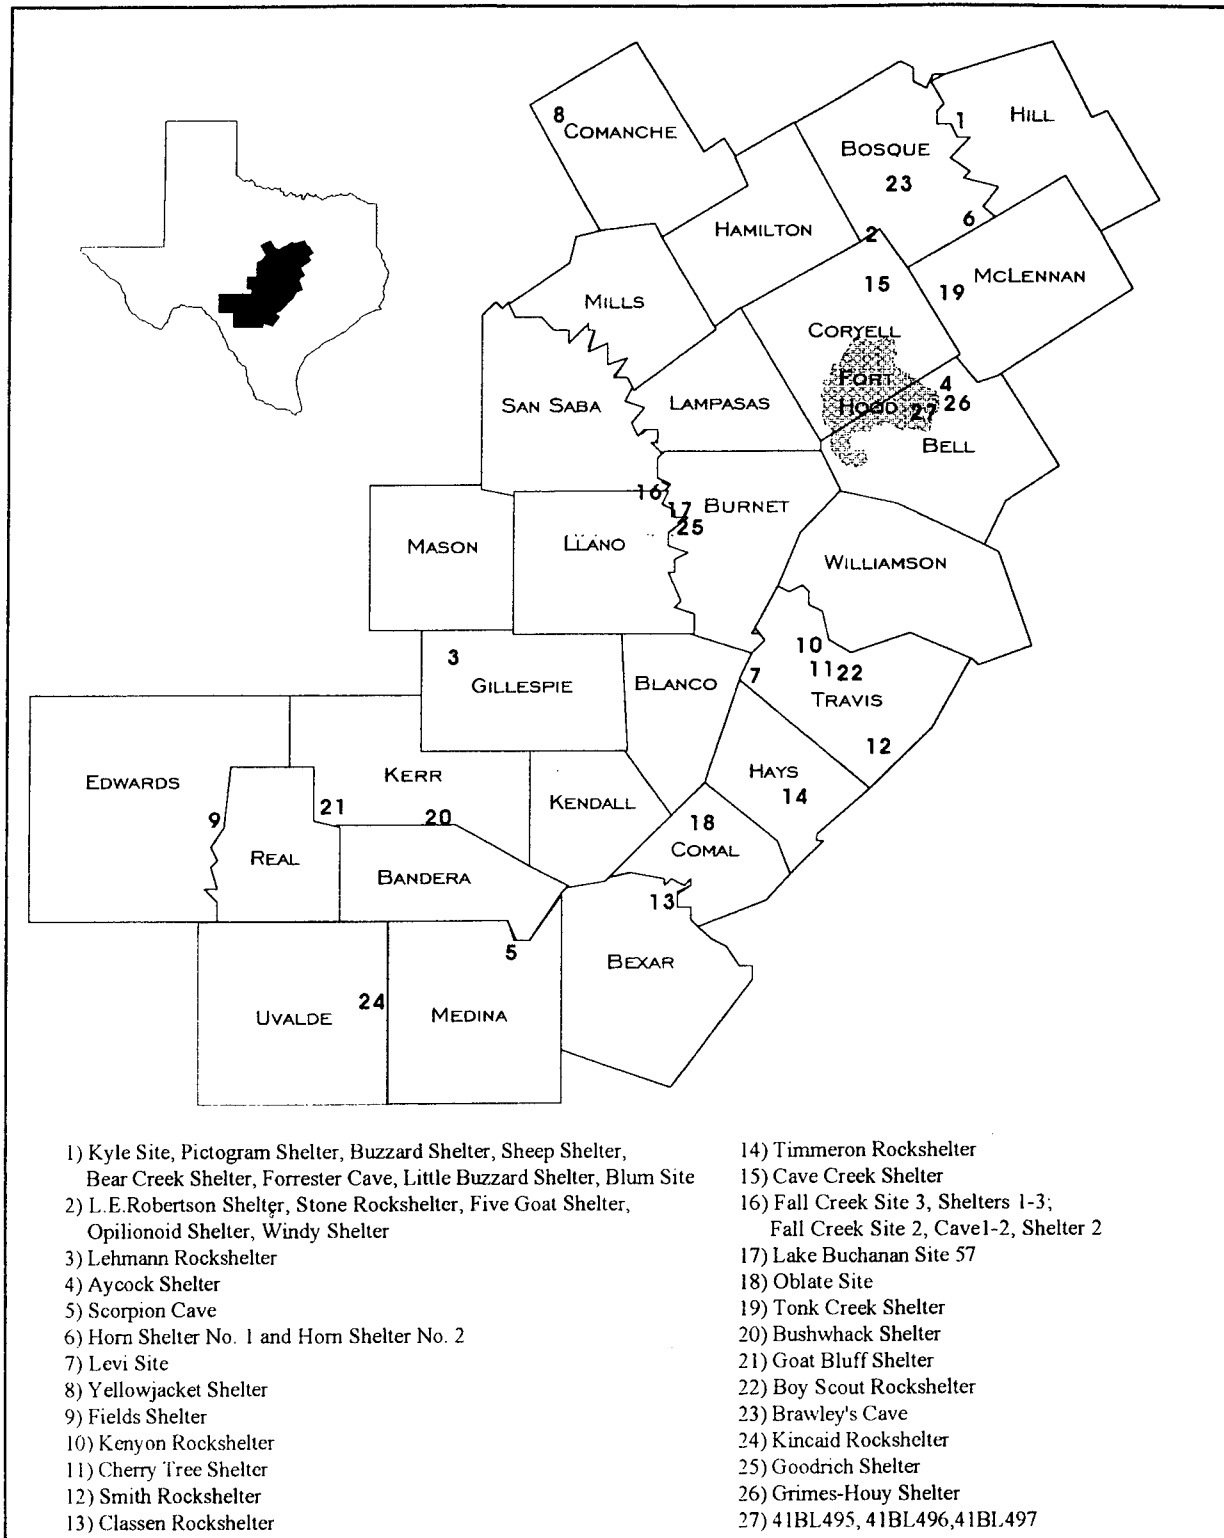 8
COMANCHE
1
HILL
BOSQUE
23
6
HAMILTON
2
McLENNAN
19
15
MILLS
CORYELL
FORT
HOOD
4
26
27
BELL
SAN SABA
LAMPASAS
16
17
25
BURNET
MASON
LLANO
WILLIAMSON
10
11
22
TRAVIS
3
GILLESPIE
BLANCO
7
12
EDWARDS
KERR
HAYS
14
KENDALL
21
20
9
18
COMAL
REAL
BANDERA
13
5
BEXAR
24
UVALDE
MEDINA
1) Kyle Site, Pictogram Shelter, Buzzard Shelter, Sheep Shelter,
Bear Creek Shelter, Forrester Cave, Little Buzzard Shelter, Blum Site
2) L.E.Robertson Shelter, Stone Rockshelter, Five Goat Shelter,
Opilionoid Shelter, Windy Shelter
3) Lehmann Rockshelter
4) Aycock Shelter
5) Scorpion Cave
6) Horn Shelter No. 1 and Horn Shelter No. 2
7) Levi Site
8) Yellowjacket Shelter
9) Fields Shelter
10) Kenyon Rockshelter
11) Cherry Tree Shelter
12) Smith Rockshelter
13) Classen Rockshelter
14) Timmeron Rockshelter
15) Cave Creek Shelter
16) Fall Creek Site 3, Shelters 1-3;
Fall Creek Site 2, Cave1-2, Shelter 2
17) Lake Buchanan Site 57
18) Oblate Site
19) Tonk Creek Shelter
20) Bushwhack Shelter
21) Goat Bluff Shelter
22) Boy Scout Rockshelter
23) Brawley's Cave
24) Kincaid Rockshelter
25) Goodrich Shelter
26) Grimes-Houy Shelter
27) 41BL495, 41BL496,41BL497